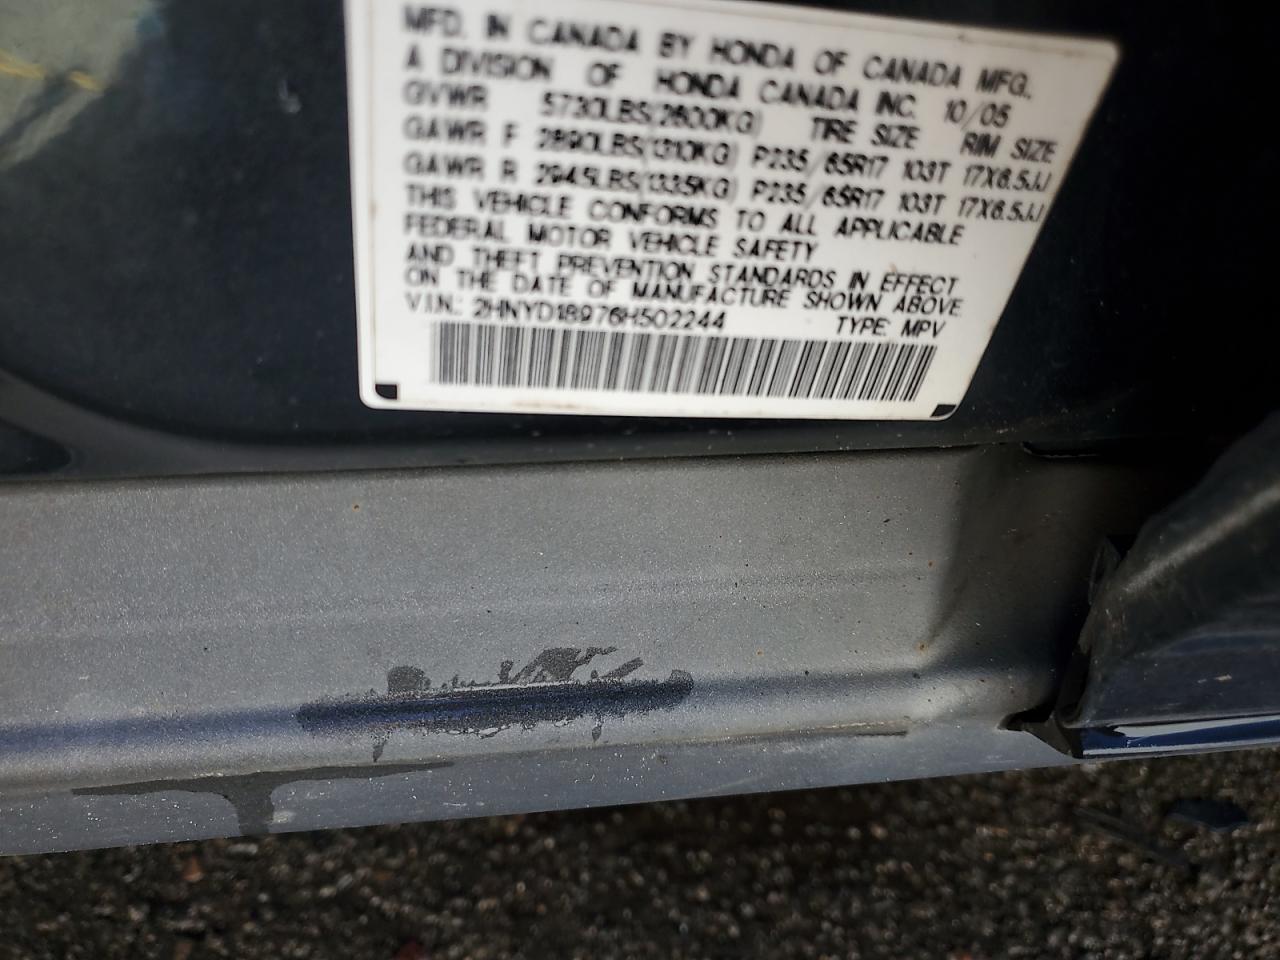 MFD. IN CANADA BY HONDA OF CANADA MFG.
A DIVISION OF HONDA CANADA INC. 10/05
GVWR 5730LBS(2600KG) TIRE SIZE RIM SIZE
GAWR F 2890LBS(1310KG) P235/65R17 103T 17X6.5JJ
GAWR R 2945LBS(1335KG) P235/65R17 103T 17X6.5JJ
THIS VEHICLE CONFORMS TO ALL APPLICABLE
FEDERAL MOTOR VEHICLE SAFETY
AND THEFT PREVENTION STANDARDS IN EFFECT
ON THE DATE OF MANUFACTURE SHOWN ABOVE
V.I.N.: 2HNYD18976H502244 TYPE: MPV